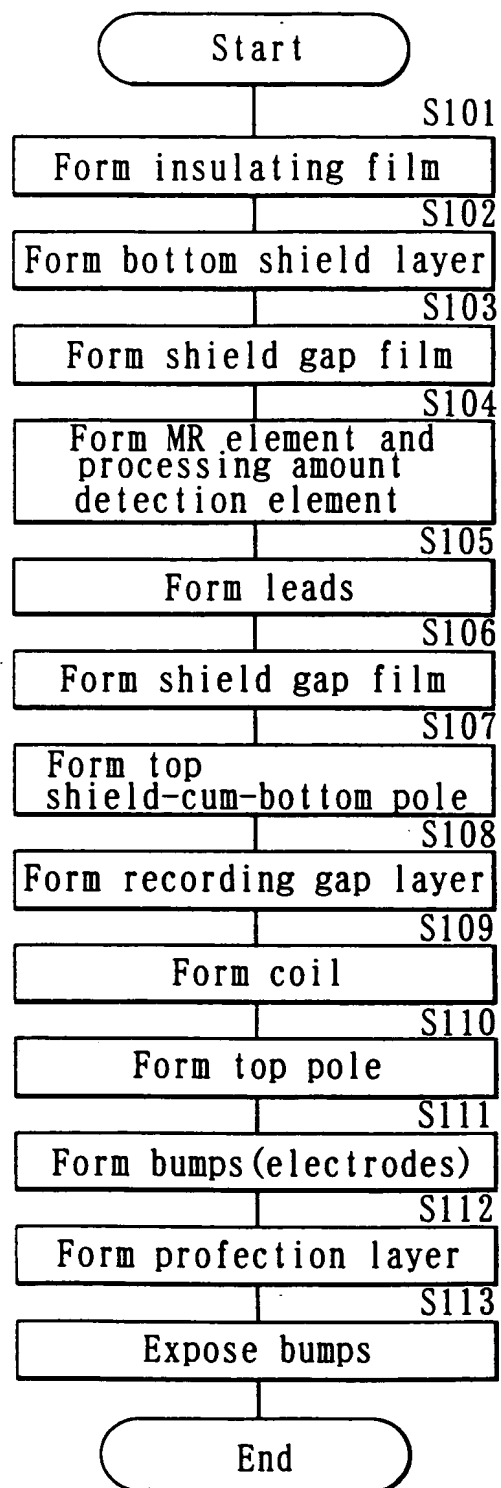 Start
S101
Form insulating film
S102
Form bottom shield layer
S103
Form shield gap film
S104
Form MR element and
processing amount
detection element
S105
Form leads
S106
Form shield gap film
S107
Form top
shield-cum-bottom pole
S108
Form recording gap layer
S109
Form coil
S110
Form top pole
S111
Form bumps(electrodes)
S112
Form profection layer
S113
Expose bumps
End